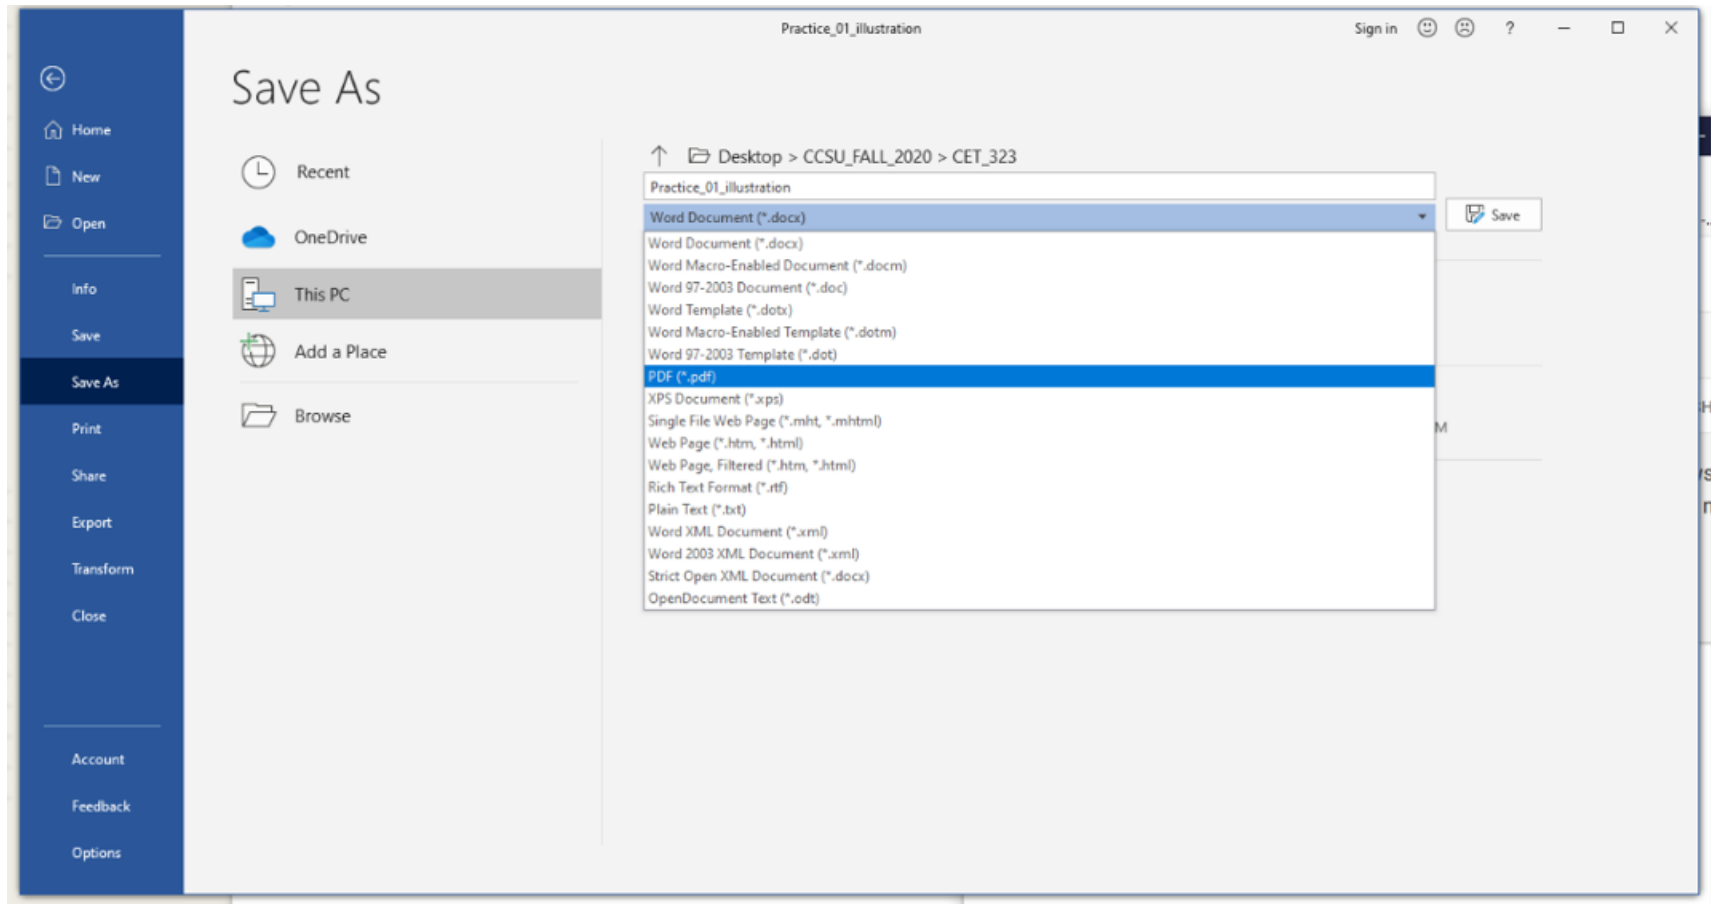 Practice_01_illustration
Sign in
?
Save As
Home
New
Open
Info
Save
Save As
Print
Share
Export
Transform
Close
Account
Feedback
Options
Recent
OneDrive
This PC
Add a Place
Browse
Desktop > CCSU_FALL_2020 > CET_323
Practice_01_illustration
Word Document (*.docx)
Save
Word Document (*.docx)
Word Macro-Enabled Document (*.docm)
Word 97-2003 Document (*.doc)
Word Template (*.dotx)
Word Macro-Enabled Template (*.dotm)
Word 97-2003 Template (*.dot)
PDF (*.pdf)
XPS Document (*.xps)
Single File Web Page (*.mht, *.mhtml)
Web Page (*.htm, *.html)
Web Page, Filtered (*.htm, *.html)
Rich Text Format (*.rtf)
Plain Text (*.txt)
Word XML Document (*.xml)
Word 2003 XML Document (*.xml)
Strict Open XML Document (*.docx)
OpenDocument Text (*.odt)
M